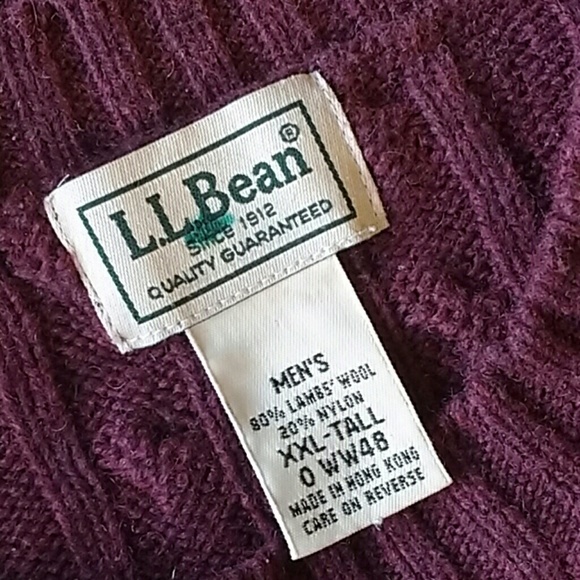 L.L.Bean®
SINCE 1912
QUALITY GUARANTEED
MEN'S
80% LAMBS' WOOL
20% NYLON
XXL-TALL
0 WW48
MADE IN HONG KONG
CARE ON REVERSE